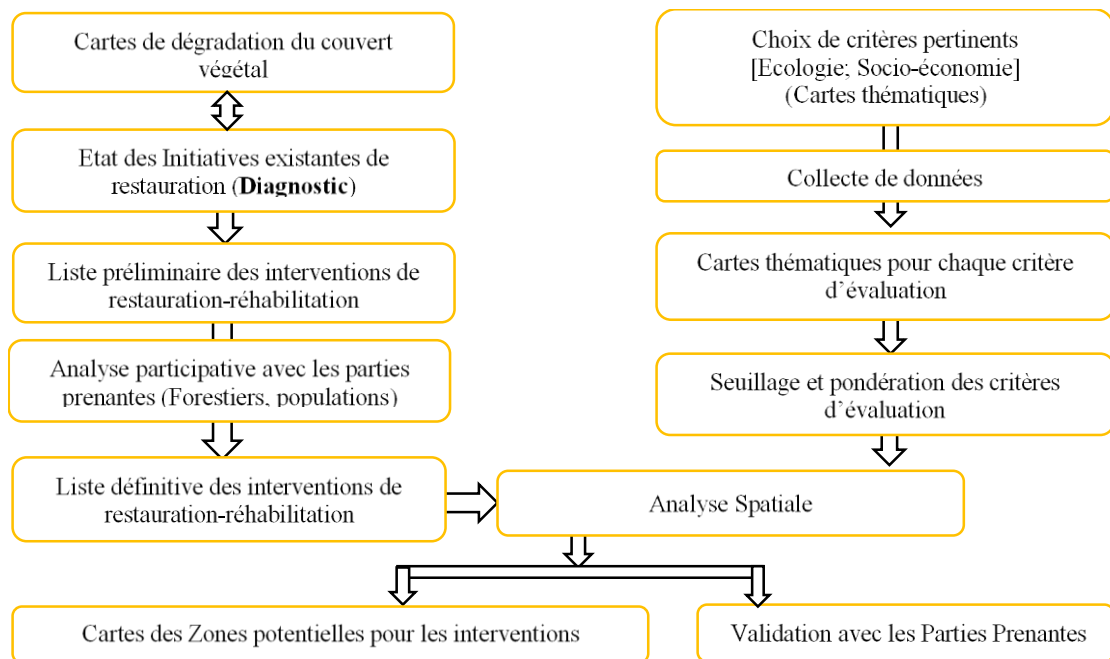 Cartes de dégradation du couvert
végétal
Etat des Initiatives existantes de
restauration (Diagnostic)
Liste préliminaire des interventions de
restauration-réhabilitation
Analyse participative avec les parties
prenantes (Forestiers, populations)
Liste définitive des interventions de
restauration-réhabilitation
Choix de critères pertinents
[Ecologie; Socio-économie]
(Cartes thématiques)
Collecte de données
Cartes thématiques pour chaque critère
d’évaluation
Seuillage et pondération des critères
d’évaluation
Analyse Spatiale
Cartes des Zones potentielles pour les interventions
Validation avec les Parties Prenantes